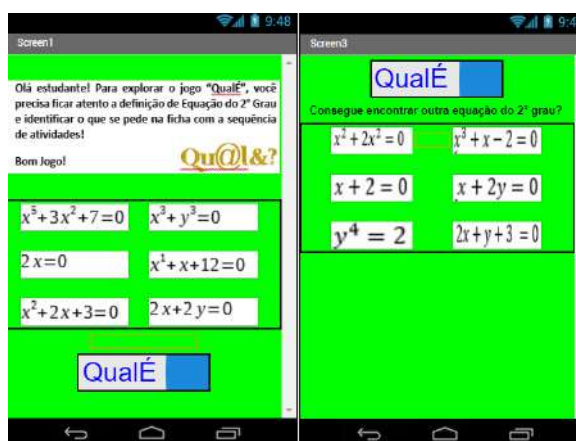 9:48
Screen1
Olá estudante! Para explorar o jogo "QualÉ", você
precisa ficar atento a definição de Equação do 2° Grau
e identificar o que se pede na ficha com a sequência
de atividades!
Bom Jogo!
Qu@l&?
x⁵+3x²+7=0
x³+y³=0
2x=0
x¹+x+12=0
x²+2x+3=0
2x+2y=0
QualÉ
9:4
Screen3
QualÉ
Consegue encontrar outra equação do 2° grau?
x²+2x²=0
x³+x−2=0
x+2=0
x+2y=0
y⁴=2
2x+y+3=0